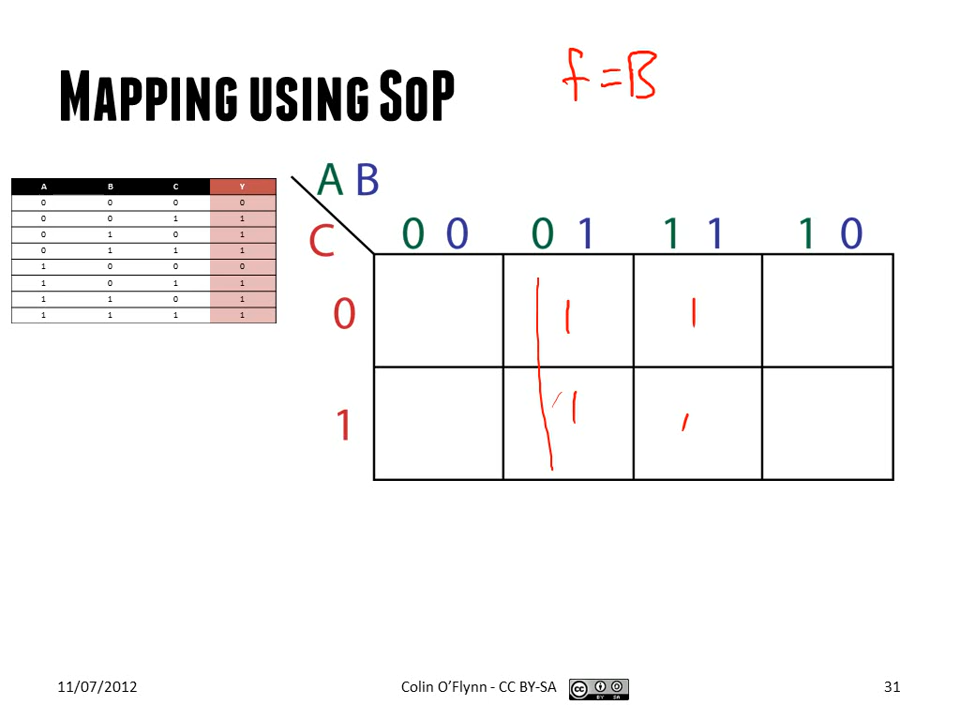 MAPPING USING SOP
f = B
A B C Y
0 0 0 0
0 0 1 1
0 1 0 1
0 1 1 1
1 0 0 0
1 0 1 1
1 1 0 1
1 1 1 1
A B
C
0 0 0 1 1 1 1 0
0 1 1
1 1 1
11/07/2012
Colin O'Flynn - CC BY-SA
cc BY SA
31